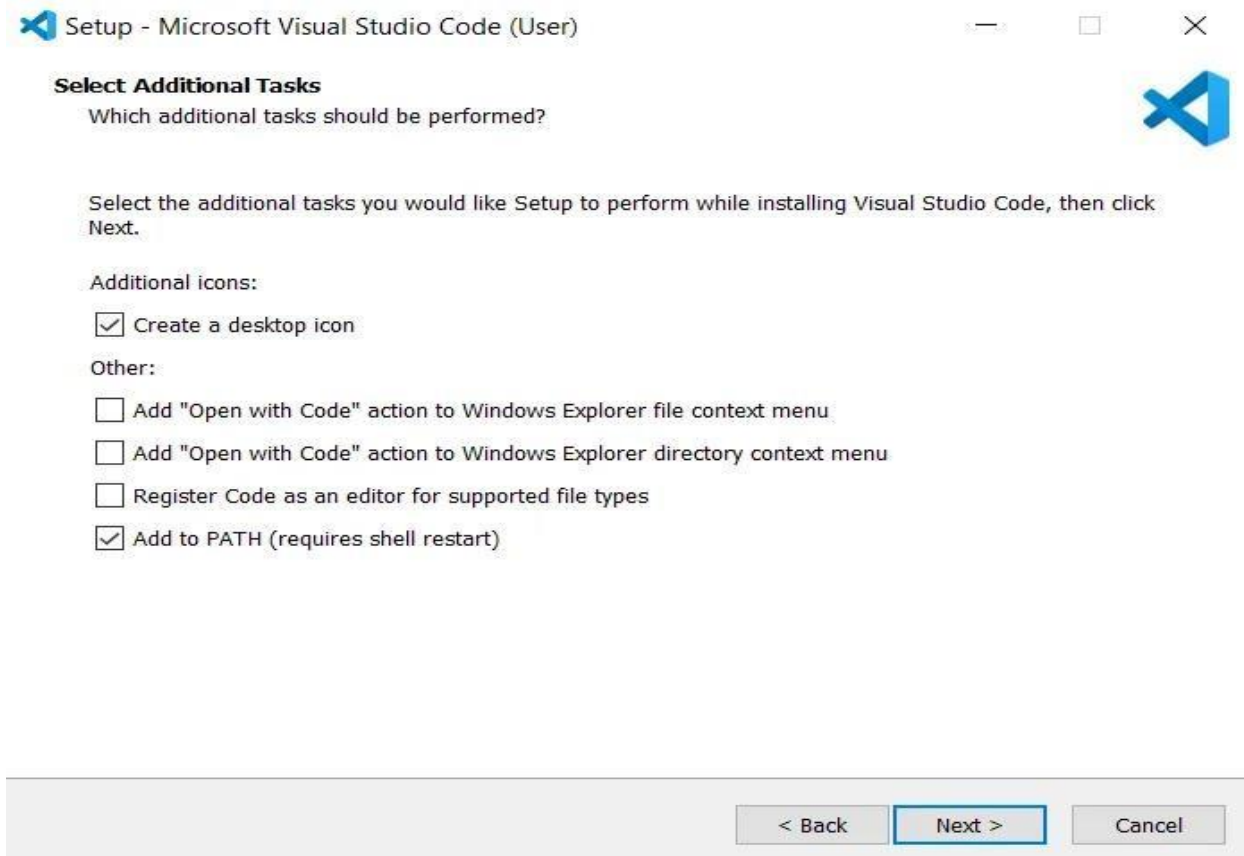 Setup - Microsoft Visual Studio Code (User)
Select Additional Tasks
Which additional tasks should be performed?
Select the additional tasks you would like Setup to perform while installing Visual Studio Code, then click
Next.
Additional icons:
Create a desktop icon
Other:
Add "Open with Code" action to Windows Explorer file context menu
Add "Open with Code" action to Windows Explorer directory context menu
Register Code as an editor for supported file types
Add to PATH (requires shell restart)
< Back Next > Cancel